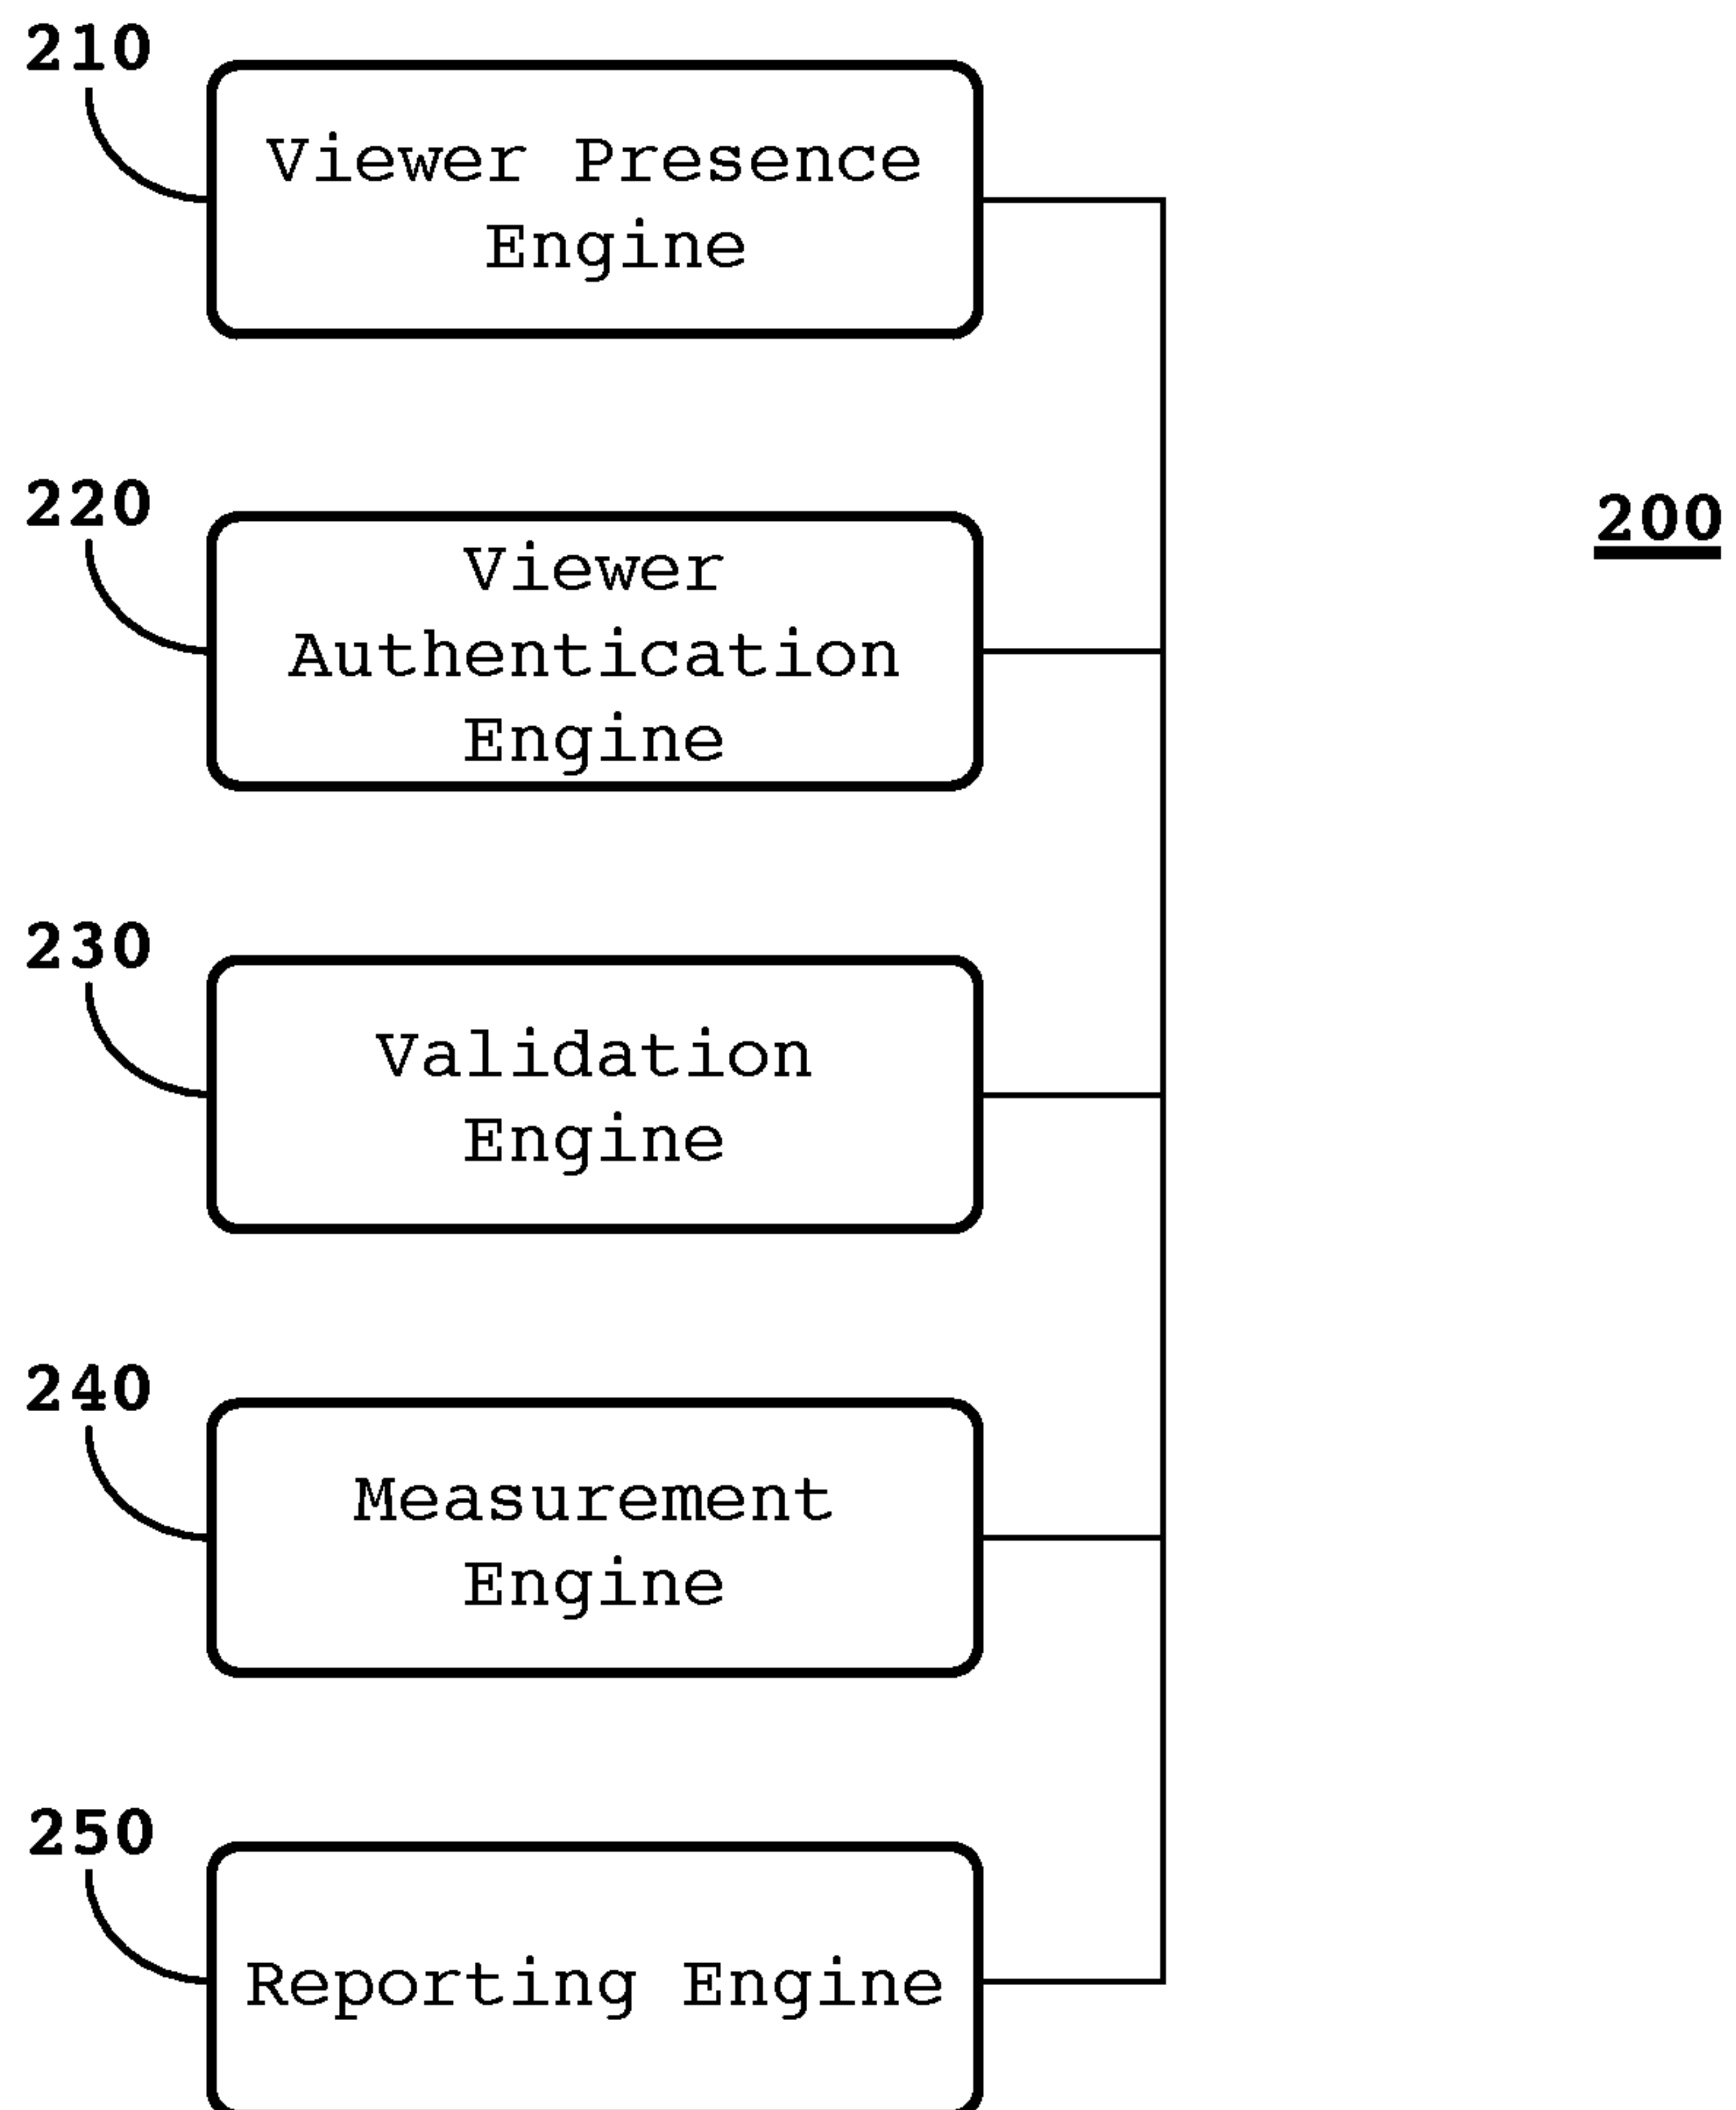 210
Viewer Presence
Engine
220
200
Viewer
Authentication
Engine
230
Validation
Engine
240
Measurement
Engine
250
Reporting Engine